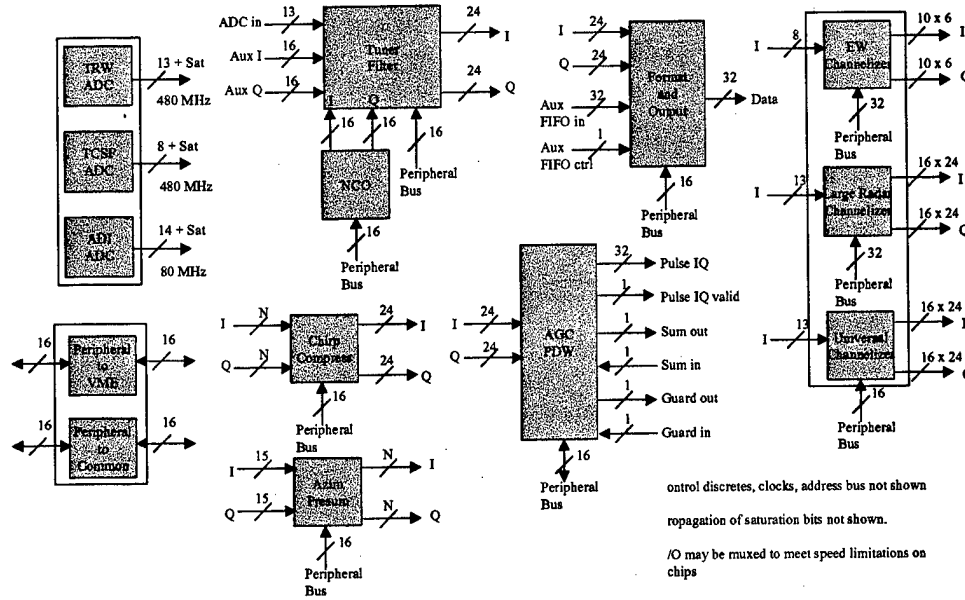 TRW
ADC
13 + Sat
480 MHz
TCSF
ADC
8 + Sat
480 MHz
ADI
ADC
14 + Sat
80 MHz
16
Peripheral
to
VME
16
16
Peripheral
to
Common
16
ADC in
13
Aux I
16
Aux Q
16
Tuner
Filter
I
Q
24
I
24
Q
16
16
16
NCO
Peripheral
Bus
16
Peripheral
Bus
I
N
Q
N
Chirp
Compress
24
I
24
Q
16
Peripheral
Bus
I
15
Q
15
Azim
Presum
N
I
N
Q
16
Peripheral
Bus
I
24
Q
24
Aux
FIFO in
32
Aux
FIFO ctrl
1
Format
And
Output
32
Data
16
Peripheral
Bus
I
24
Q
24
AGC
PDW
32
Pulse IQ
1
Pulse IQ valid
1
Sum out
1
Sum in
1
Guard out
1
Guard in
16
Peripheral
Bus
I
8
EW
Channelizer
10 x 6
I
10 x 6
Q
32
Peripheral
Bus
I
13
Large Radar
Channelizer
16 x 24
I
16 x 24
Q
32
Peripheral
Bus
I
13
Universal
Channelizer
16 x 24
I
16 x 24
Q
16
Peripheral
Bus
ontrol discretes, clocks, address bus not shown
ropagation of saturation bits not shown.
/O may be muxed to meet speed limitations on
chips